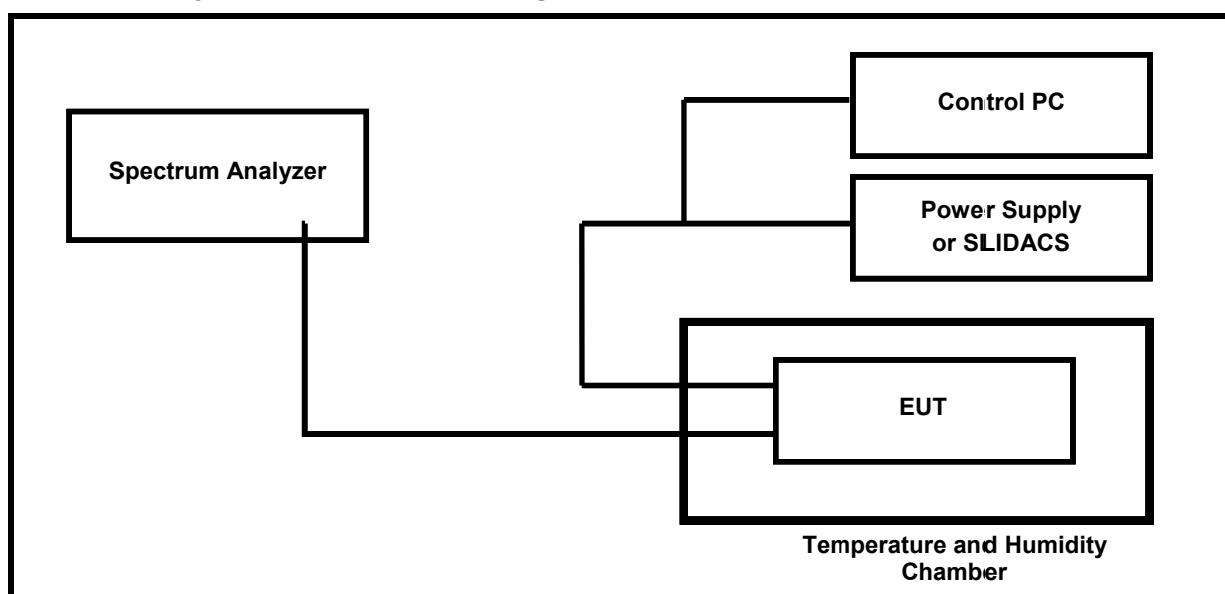 Control PC
Spectrum Analyzer
Power Supply
or SLIDACS
EUT
Temperature and Humidity
Chamber